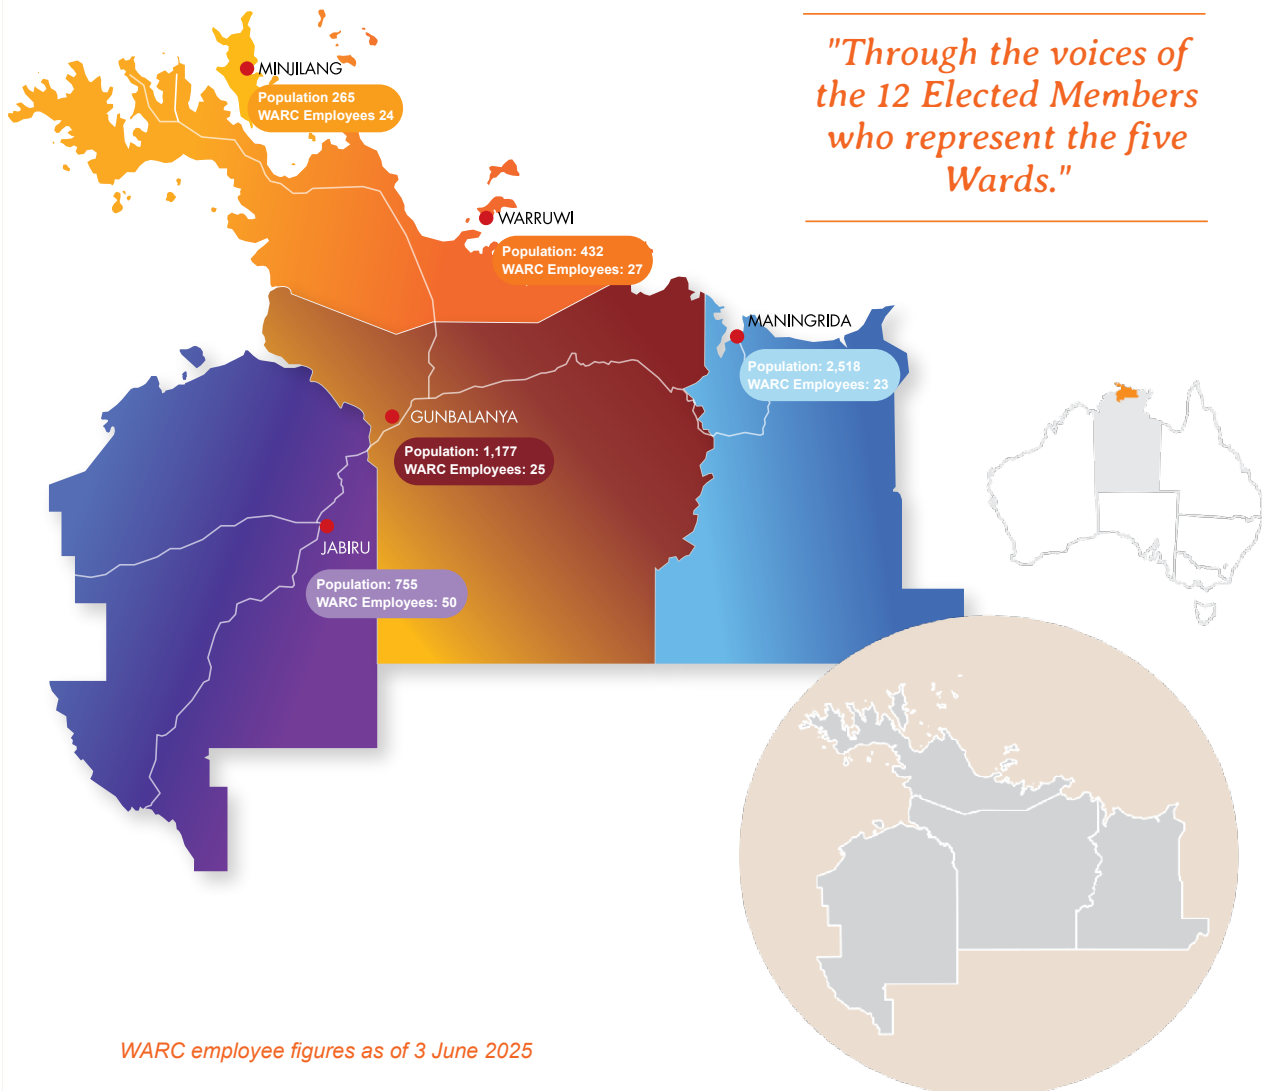 "Through the voices of
the 12 Elected Members
who represent the five
Wards."
MINJILANG
Population 265
WARC Employees 24
WARRUWI
Population: 432
WARC Employees: 27
MANINGRIDA
Population: 2,518
WARC Employees: 23
GUNBALANYA
Population: 1,177
WARC Employees: 25
JABIRU
Population: 755
WARC Employees: 50
WARC employee figures as of 3 June 2025